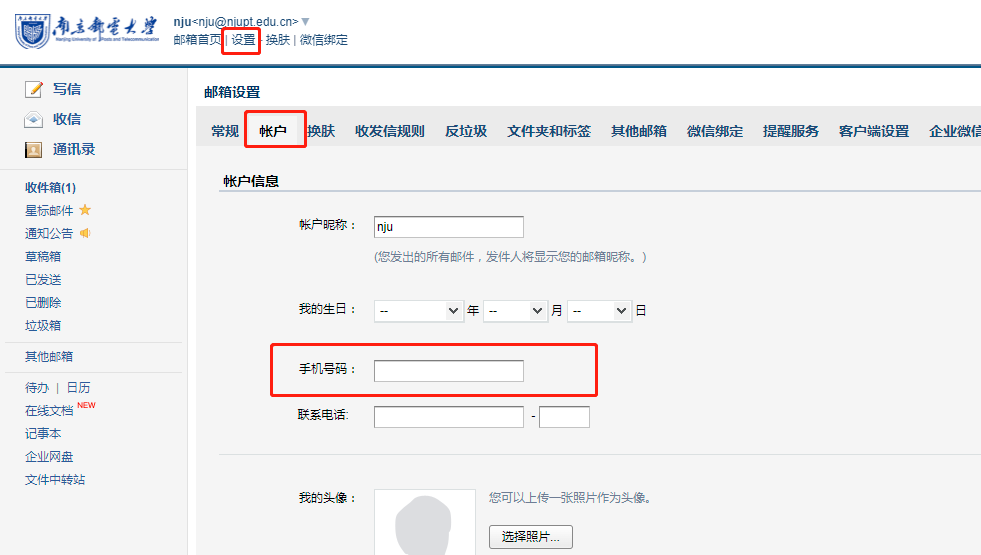 南京邮电大学
Nanjing University of Posts and Telecommunication
nju<nju@njupt.edu.cn>
邮箱首页 | 设置 - 换肤 | 微信绑定
写信
收信
通讯录
收件箱(1)
星标邮件
通知公告
草稿箱
已发送
已删除
垃圾箱
其他邮箱
待办 | 日历
在线文档 NEW
记事本
企业网盘
文件中转站
邮箱设置
常规 帐户 换肤 收发信规则 反垃圾 文件夹和标签 其他邮箱 微信绑定 提醒服务 客户端设置 企业微信
帐户信息
帐户昵称： nju
(您发出的所有邮件，发件人将显示您的邮箱昵称。)
我的生日： -- 年 -- 月 -- 日
手机号码：
联系电话: -
我的头像： 您可以上传一张照片作为头像。
选择照片...